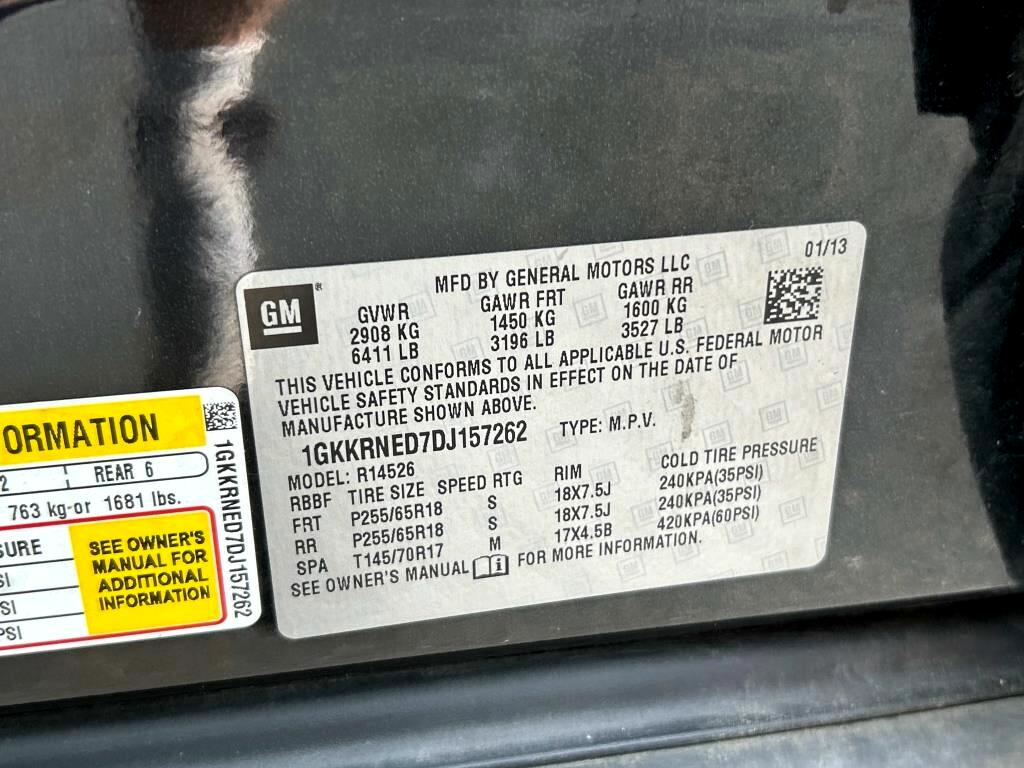 GM
®
MFD BY GENERAL MOTORS LLC
01/13
GVWR GAWR FRT GAWR RR
2908 KG 1450 KG 1600 KG
6411 LB 3196 LB 3527 LB
THIS VEHICLE CONFORMS TO ALL APPLICABLE U.S. FEDERAL MOTOR
VEHICLE SAFETY STANDARDS IN EFFECT ON THE DATE OF
MANUFACTURE SHOWN ABOVE.
1GKKRNED7DJ157262 TYPE: M.P.V.
MODEL: R14526
RBBF TIRE SIZE SPEED RTG RIM COLD TIRE PRESSURE
FRT P255/65R18 S 18X7.5J 240KPA(35PSI)
RR P255/65R18 S 18X7.5J 240KPA(35PSI)
SPA T145/70R17 M 17X4.5B 420KPA(60PSI)
SEE OWNER'S MANUAL FOR MORE INFORMATION.
ORMATION
2 REAR 6
763 kg-or 1681 lbs.
SURE
SI
SI
PSI
SEE OWNER'S
MANUAL FOR
ADDITIONAL
INFORMATION
1GKKRNED7DJ157262